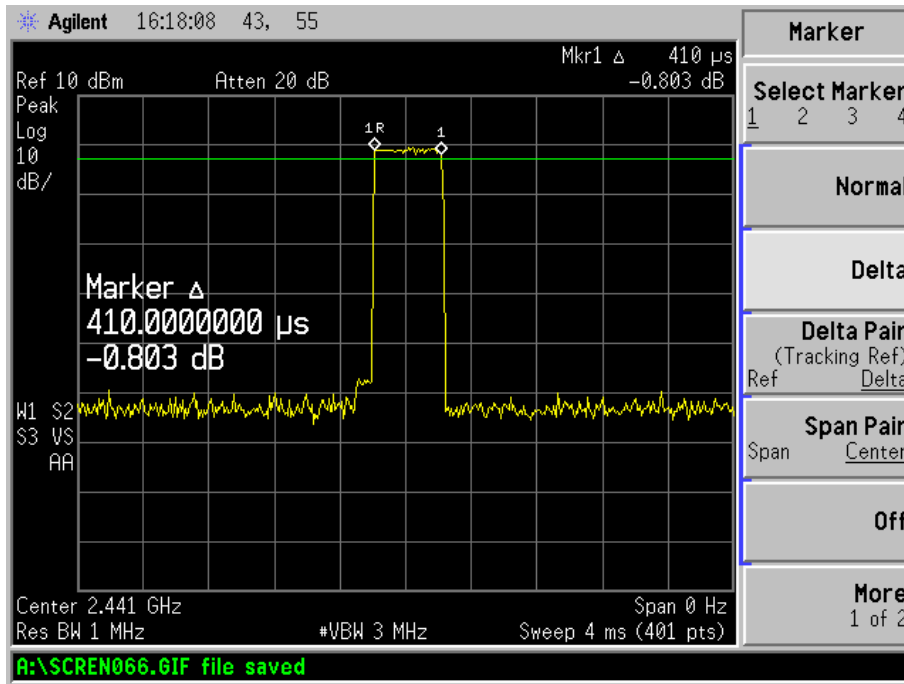 Agilent 16:18:08 43, 55
Mkr1 Δ 410 µs
Ref 10 dBm Atten 20 dB -0.803 dB
Peak
Log
10
dB/
1R 1
Marker Δ
410.0000000 µs
-0.803 dB
W1 S2
S3 VS
AA
Center 2.441 GHz Span 0 Hz
Res BW 1 MHz #VBW 3 MHz Sweep 4 ms (401 pts)
A:\SCREN066.GIF file saved
Marker
Select Marker
1 2 3 4
Normal
Delta
Delta Pair
(Tracking Ref)
Ref Delta
Span Pair
Span Center
Off
More
1 of 2